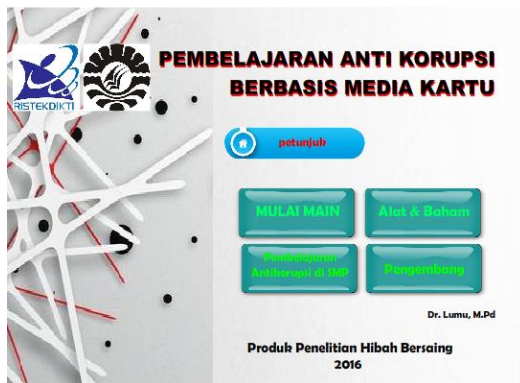 PEMBELAJARAN ANTI KORUPSI
BERBASIS MEDIA KARTU
RISTEKDIKTI
petunjuk
MULAI MAIN
Alat & Baham
Pembelajaran
Antikorupsi di SMP
Pengembang
Dr. Lumu, M.Pd
Produk Penelitian Hibah Bersaing
2016